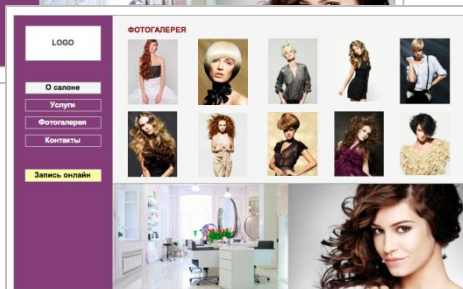 LOGO
О салоне
Услуги
Фотогалерея
Контакты
Запись онлайн
ФОТОГАЛЕРЕЯ